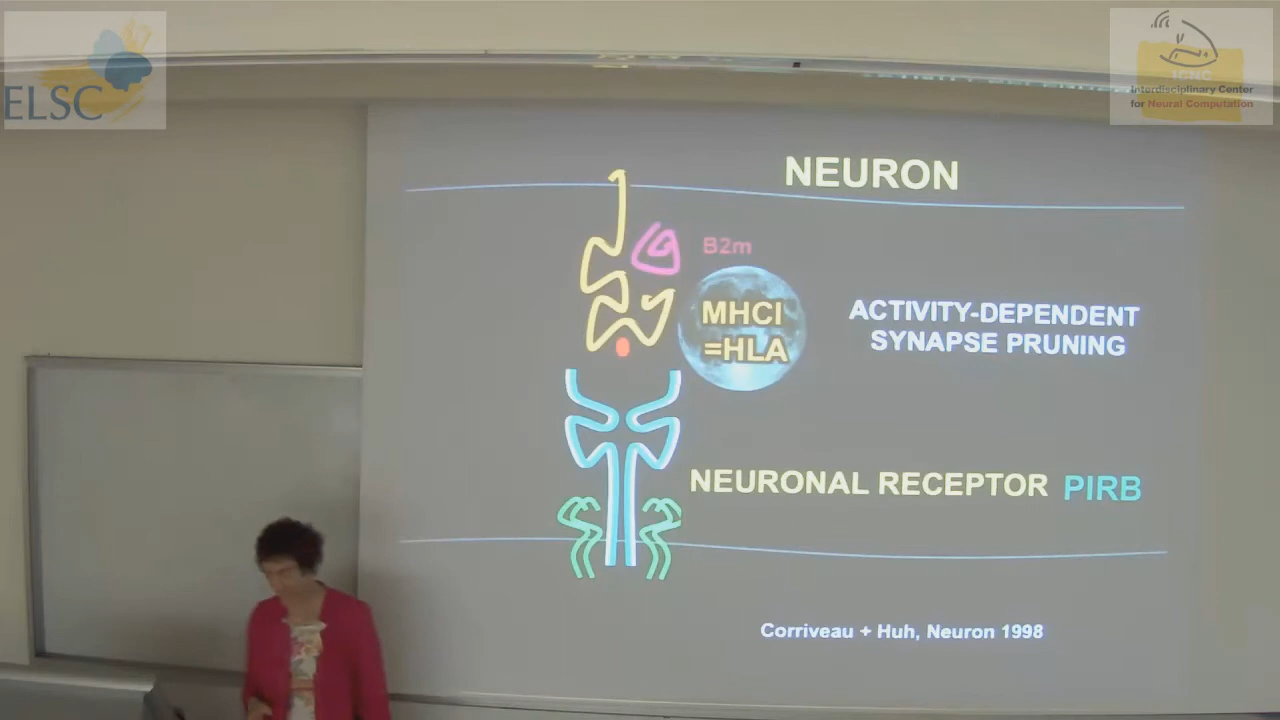 ELSC
ICNC
Interdisciplinary Center
for Neural Computation
NEURON
B2m
MHCI
=HLA
ACTIVITY-DEPENDENT
SYNAPSE PRUNING
NEURONAL RECEPTOR PIRB
Corriveau + Huh, Neuron 1998